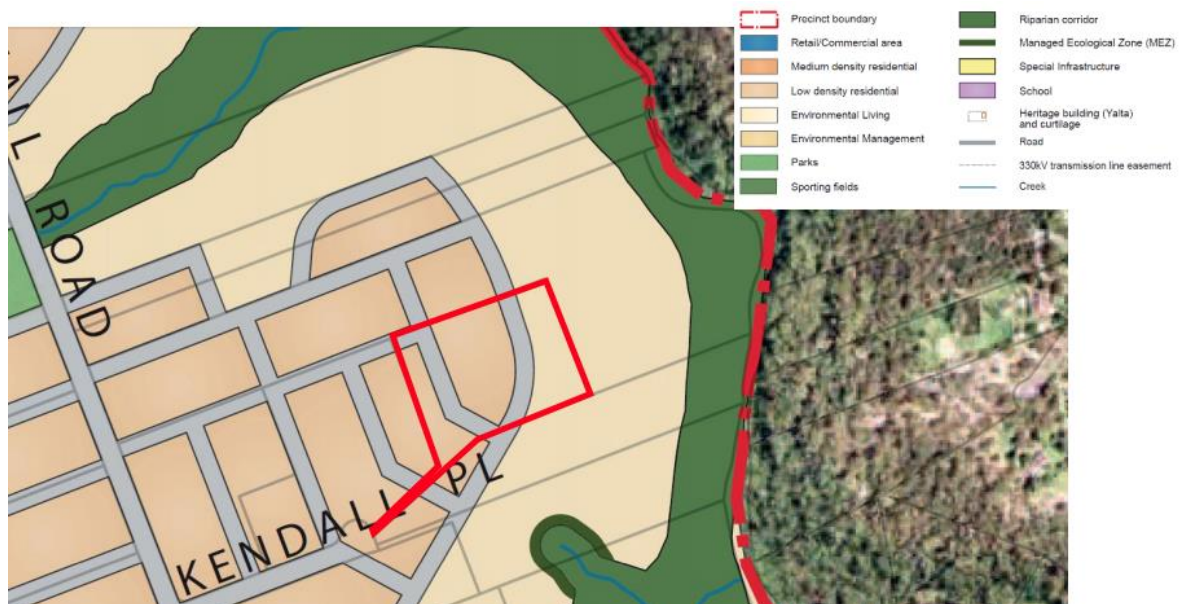 Precinct boundary
Retail/Commercial area
Medium density residential
Low density residential
Environmental Living
Environmental Management
Parks
Sporting fields
Riparian corridor
Managed Ecological Zone (MEZ)
Special Infrastructure
School
Heritage building (Yalta)
and curtilage
Road
330kV transmission line easement
Creek
ROAD
KENDALL PL